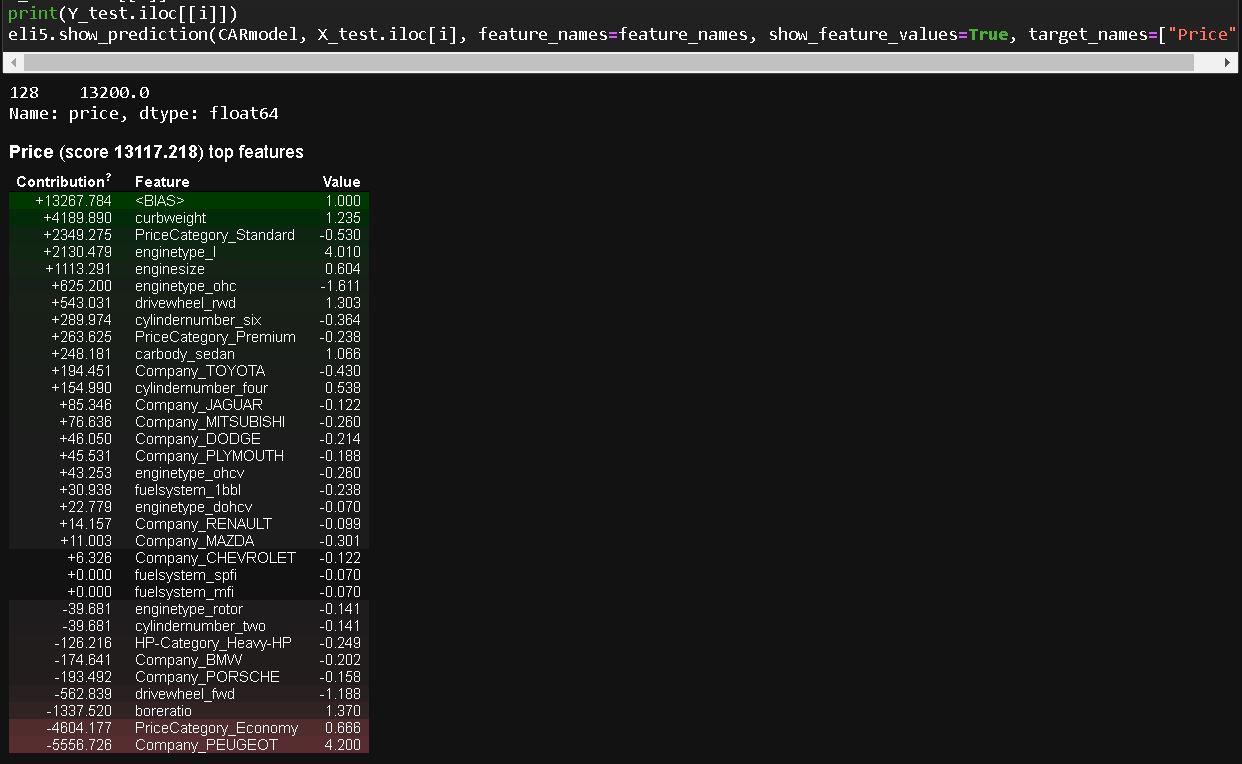 print(Y_test.iloc[[i]])
eli5.show_prediction(CARmodel, X_test.iloc[i], feature_names=feature_names, show_feature_values=True, target_names=["Price"
128    13200.0
Name: price, dtype: float64
Price (score 13117.218) top features
Contribution? Feature Value
+13267.784 <BIAS> 1.000
+4189.890 curbweight 1.235
+2349.275 PriceCategory_Standard -0.530
+2130.479 enginetype_l 4.010
+1113.291 enginesize 0.604
+625.200 enginetype_ohc -1.611
+543.031 drivewheel_rwd 1.303
+289.974 cylindernumber_six -0.364
+263.625 PriceCategory_Premium -0.238
+248.181 carbody_sedan 1.066
+194.451 Company_TOYOTA -0.430
+154.990 cylindernumber_four 0.538
+85.346 Company_JAGUAR -0.122
+76.636 Company_MITSUBISHI -0.260
+46.050 Company_DODGE -0.214
+45.531 Company_PLYMOUTH -0.188
+43.253 enginetype_ohcv -0.260
+30.938 fuelsystem_1bbl -0.238
+22.779 enginetype_dohcv -0.070
+14.157 Company_RENAULT -0.099
+11.003 Company_MAZDA -0.301
+6.326 Company_CHEVROLET -0.122
+0.000 fuelsystem_spfi -0.070
+0.000 fuelsystem_mfi -0.070
-39.681 enginetype_rotor -0.141
-39.681 cylindernumber_two -0.141
-126.216 HP-Category_Heavy-HP -0.249
-174.641 Company_BMW -0.202
-193.492 Company_PORSCHE -0.158
-562.839 drivewheel_fwd -1.188
-1337.520 boreratio 1.370
-4604.177 PriceCategory_Economy 0.666
-5556.726 Company_PEUGEOT 4.200